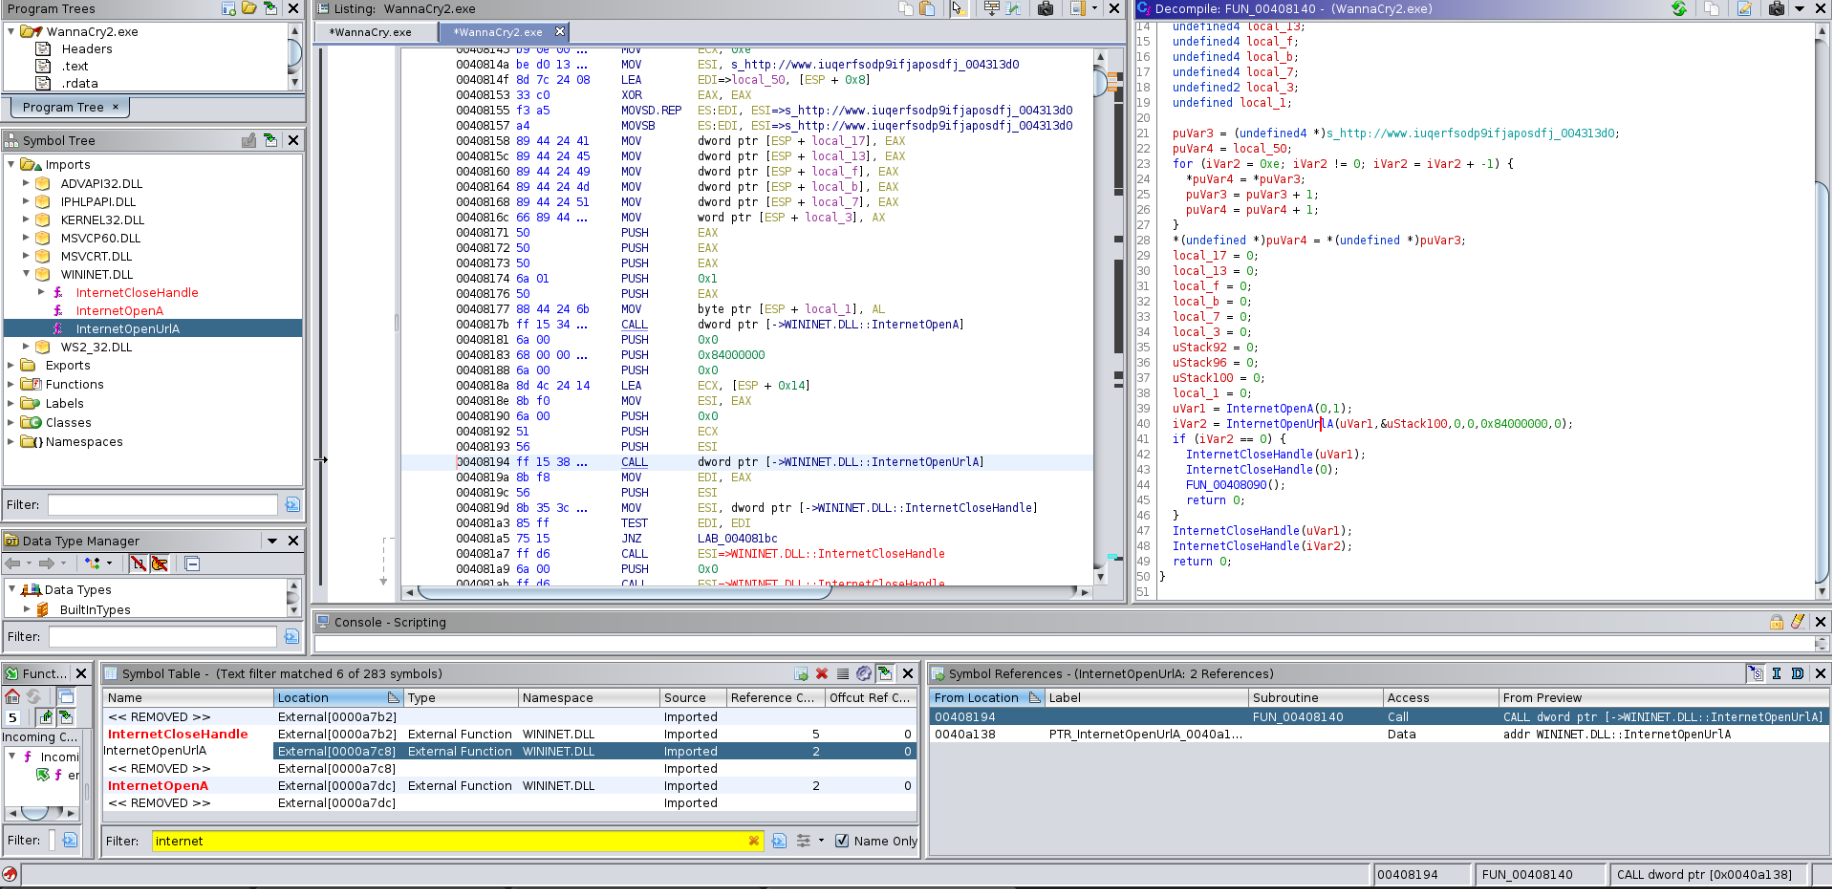 Program Trees
WannaCry2.exe
Headers
.text
.rdata
Program Tree ×
Symbol Tree
Imports
ADVAPI32.DLL
IPHLPAPI.DLL
KERNEL32.DLL
MSVCP60.DLL
MSVCRT.DLL
WININET.DLL
InternetCloseHandle
InternetOpenA
InternetOpenUrlA
WS2_32.DLL
Exports
Functions
Labels
Classes
Namespaces
Filter:
Data Type Manager
Data Types
BuiltInTypes
Filter:
Listing: WannaCry2.exe
*WannaCry.exe
*WannaCry2.exe
00408145 b9 0e 00 ... MOV ECX, 0xe
0040814a be d0 13 ... MOV ESI, s_http://www.iuqerfsodp9ifjaposdfj_004313d0
0040814f 8d 7c 24 08 LEA EDI=>local_50, [ESP + 0x8]
00408153 33 c0 XOR EAX, EAX
00408155 f3 a5 MOVSD.REP ES:EDI, ESI=>s_http://www.iuqerfsodp9ifjaposdfj_004313d0
00408157 a4 MOVSB ES:EDI, ESI=>s_http://www.iuqerfsodp9ifjaposdfj_004313d0
00408158 89 44 24 41 MOV dword ptr [ESP + local_17], EAX
0040815c 89 44 24 45 MOV dword ptr [ESP + local_13], EAX
00408160 89 44 24 49 MOV dword ptr [ESP + local_f], EAX
00408164 89 44 24 4d MOV dword ptr [ESP + local_b], EAX
00408168 89 44 24 51 MOV dword ptr [ESP + local_7], EAX
0040816c 66 89 44 ... MOV word ptr [ESP + local_3], AX
00408171 50 PUSH EAX
00408172 50 PUSH EAX
00408173 50 PUSH EAX
00408174 6a 01 PUSH 0x1
00408176 50 PUSH EAX
00408177 88 44 24 6b MOV byte ptr [ESP + local_1], AL
0040817b ff 15 34 ... CALL dword ptr [->WININET.DLL::InternetOpenA]
00408181 6a 00 PUSH 0x0
00408183 68 00 00 ... PUSH 0x84000000
00408188 6a 00 PUSH 0x0
0040818a 8d 4c 24 14 LEA ECX, [ESP + 0x14]
0040818e 8b f0 MOV ESI, EAX
00408190 6a 00 PUSH 0x0
00408192 51 PUSH ECX
00408193 56 PUSH ESI
00408194 ff 15 38 ... CALL dword ptr [->WININET.DLL::InternetOpenUrlA]
0040819a 8b f8 MOV EDI, EAX
0040819c 56 PUSH ESI
0040819d 8b 35 3c ... MOV ESI, dword ptr [->WININET.DLL::InternetCloseHandle]
004081a3 85 ff TEST EDI, EDI
004081a5 75 15 JNZ LAB_004081bc
004081a7 ff d6 CALL ESI=>WININET.DLL::InternetCloseHandle
004081a9 6a 00 PUSH 0x0
004081ab ff d6 CALL ESI=>WININET.DLL::InternetCloseHandle
Decompile: FUN_00408140 - (WannaCry2.exe)
14 undefined4 local_13;
15 undefined4 local_f;
16 undefined4 local_b;
17 undefined4 local_7;
18 undefined2 local_3;
19 undefined local_1;
20
21 puVar3 = (undefined4 *)s_http://www.iuqerfsodp9ifjaposdfj_004313d0;
22 puVar4 = local_50;
23 for (iVar2 = 0xe; iVar2 != 0; iVar2 = iVar2 + -1) {
24 *puVar4 = *puVar3;
25 puVar3 = puVar3 + 1;
26 puVar4 = puVar4 + 1;
27 }
28 *(undefined *)puVar4 = *(undefined *)puVar3;
29 local_17 = 0;
30 local_13 = 0;
31 local_f = 0;
32 local_b = 0;
33 local_7 = 0;
34 local_3 = 0;
35 uStack92 = 0;
36 uStack96 = 0;
37 uStack100 = 0;
38 local_1 = 0;
39 uVar1 = InternetOpenA(0,1);
40 iVar2 = InternetOpenUrlA(uVar1,&uStack100,0,0,0x84000000,0);
41 if (iVar2 == 0) {
42 InternetCloseHandle(uVar1);
43 InternetCloseHandle(0);
44 FUN_00408090();
45 return 0;
46 }
47 InternetCloseHandle(uVar1);
48 InternetCloseHandle(iVar2);
49 return 0;
50 }
51
Console - Scripting
Funct...
5
Incoming C...
Incomi
er
Filter:
Symbol Table - (Text filter matched 6 of 283 symbols)
Name Location Type Namespace Source Reference C... Offcut Ref C...
<< REMOVED >> External[0000a7b2] Imported
InternetCloseHandle External[0000a7b2] External Function WININET.DLL Imported 5 0
InternetOpenUrlA External[0000a7c8] External Function WININET.DLL Imported 2 0
<< REMOVED >> External[0000a7c8] Imported
InternetOpenA External[0000a7dc] External Function WININET.DLL Imported 2 0
<< REMOVED >> External[0000a7dc] Imported
Filter: internet Name Only
Symbol References - (InternetOpenUrlA: 2 References)
From Location Label Subroutine Access From Preview
00408194 FUN_00408140 Call CALL dword ptr [->WININET.DLL::InternetOpenUrlA]
0040a138 PTR_InternetOpenUrlA_0040a1... Data addr WININET.DLL::InternetOpenUrlA
00408194 FUN_00408140 CALL dword ptr [0x0040a138]